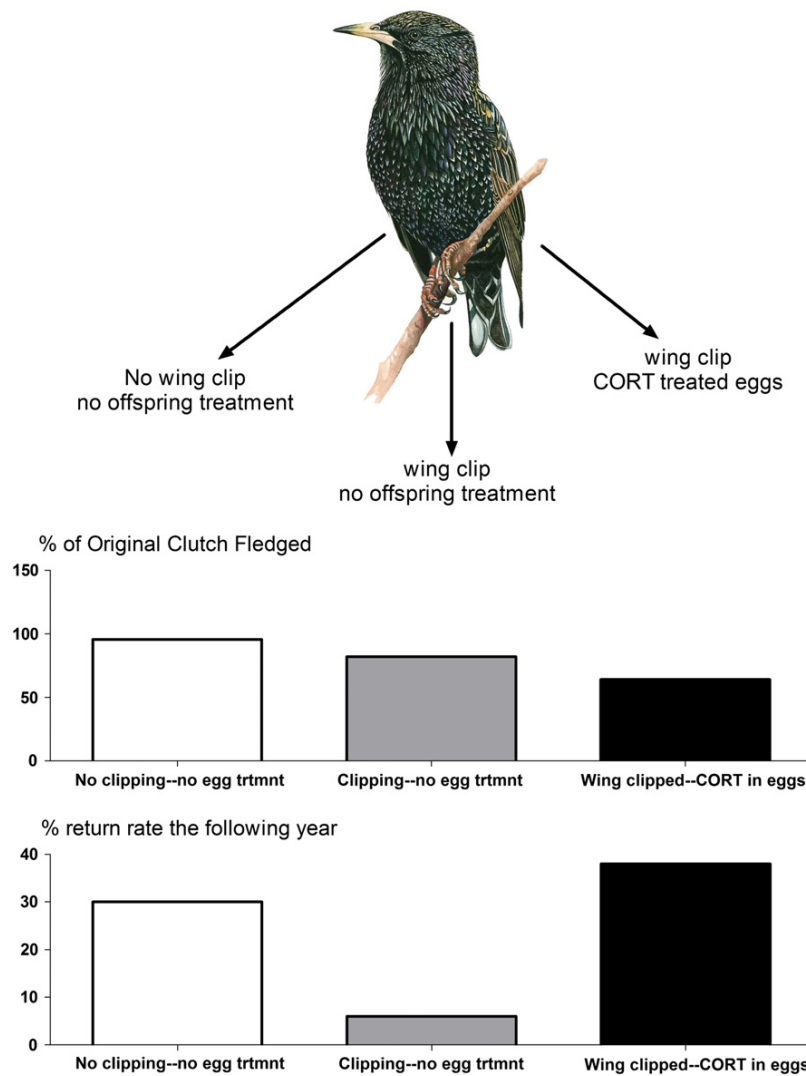 No wing clip
no offspring treatment
wing clip
CORT treated eggs
wing clip
no offspring treatment
% of Original Clutch Fledged
150
100
50
0
No clipping--no egg trtmnt
Clipping--no egg trtmnt
Wing clipped--CORT in eggs
% return rate the following year
40
30
20
10
0
No clipping--no egg trtmnt
Clipping--no egg trtmnt
Wing clipped--CORT in eggs